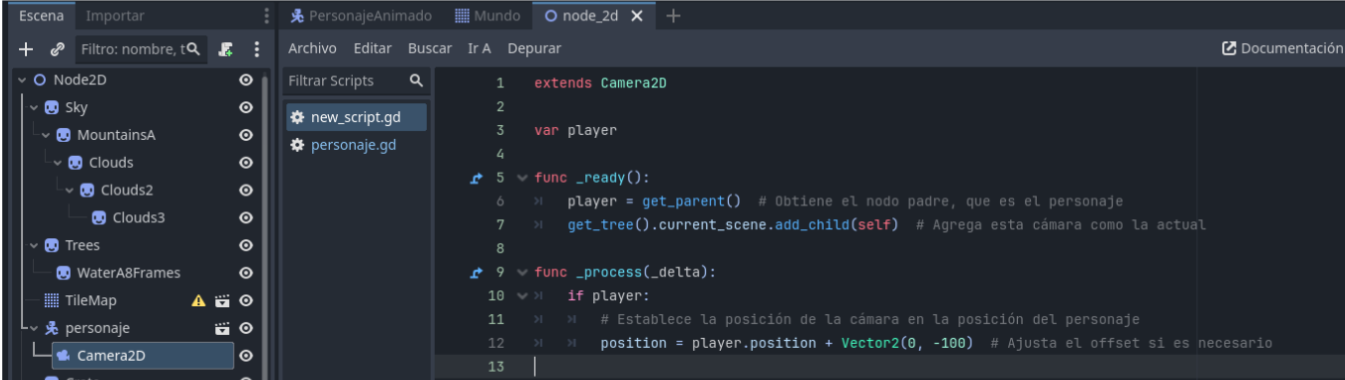 Escena Importar
Filtro: nombre, t
Node2D
Sky
MountainsA
Clouds
Clouds2
Clouds3
Trees
WaterA8Frames
TileMap
personaje
Camera2D
PersonajeAnimado Mundo node_2d
Archivo Editar Buscar Ir A Depurar Documentación
Filtrar Scripts
new_script.gd
personaje.gd
1 extends Camera2D
2
3 var player
4
5 func _ready():
6 player = get_parent() # Obtiene el nodo padre, que es el personaje
7 get_tree().current_scene.add_child(self) # Agrega esta cámara como la actual
8
9 func _process(_delta):
10 if player:
11 # Establece la posición de la cámara en la posición del personaje
12 position = player.position + Vector2(0, -100) # Ajusta el offset si es necesario
13